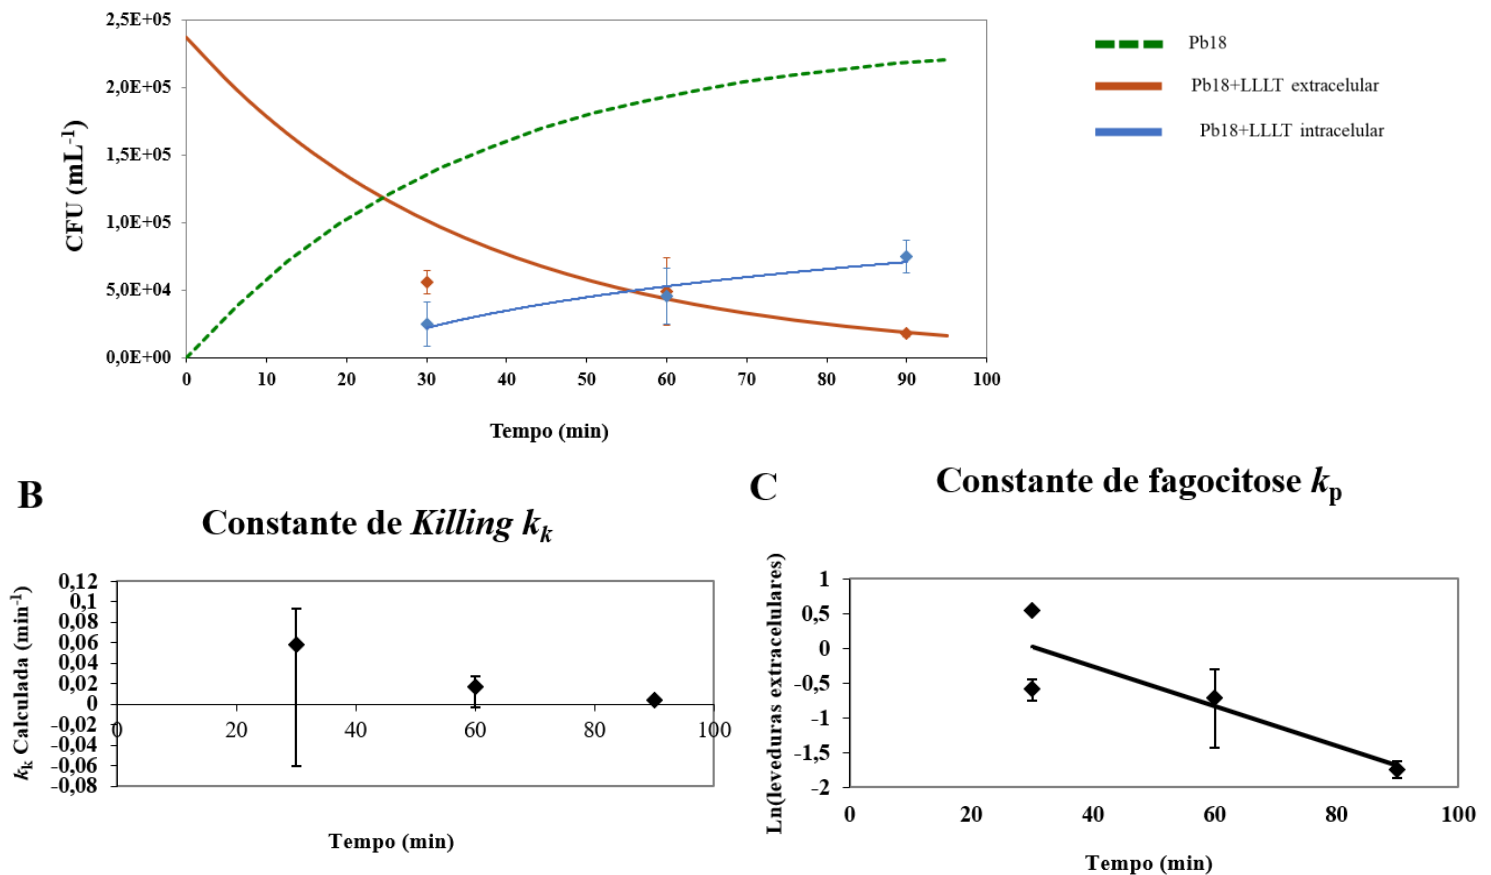 2,5E+05
2,0E+05
1,5E+05
1,0E+05
5,0E+04
0,0E+00
CFU (mL-1)
0 10 20 30 40 50 60 70 80 90 100
Tempo (min)
Pb18
Pb18+LLLT extracelular
Pb18+LLLT intracelular
B
Constante de Killing kk
0,12
0,1
0,08
0,06
0,04
0,02
0
-0,02
-0,04
-0,06
-0,08
kk Calculada (min-1)
0 20 40 60 80 100
Tempo (min)
C
Constante de fagocitose kp
1
0,5
0
-0,5
-1
-1,5
-2
Ln(leveduras extracelulares)
0 20 40 60 80 100
Tempo (min)